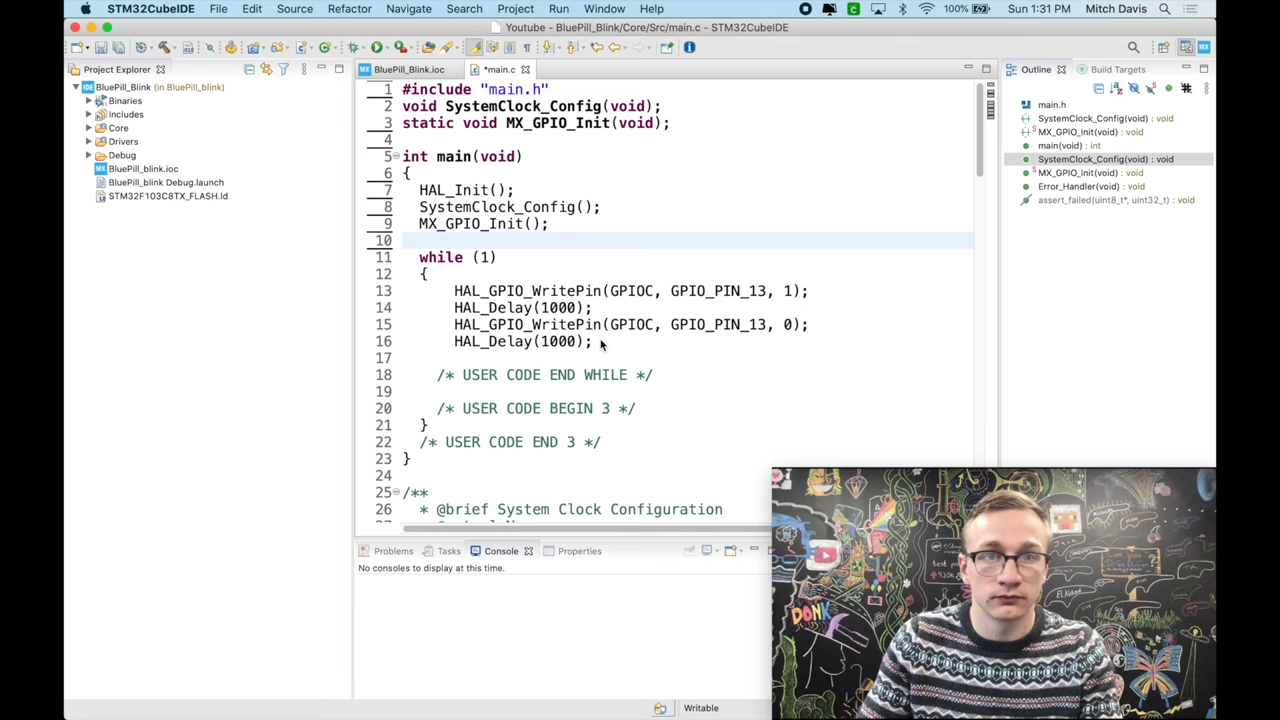 STM32CubeIDE File Edit Source Refactor Navigate Search Project Run Window Help 100% Sun 1:31 PM Mitch Davis
Youtube - BluePill_Blink/Core/Src/main.c - STM32CubeIDE
Project Explorer
BluePill_Blink (in BluePill_blink)
Binaries
Includes
Core
Drivers
Debug
BluePill_blink.ioc
BluePill_blink Debug.launch
STM32F103C8TX_FLASH.ld
BluePill_Blink.ioc *main.c
1 #include "main.h"
2 void SystemClock_Config(void);
3 static void MX_GPIO_Init(void);
4
5 int main(void)
6 {
7 HAL_Init();
8 SystemClock_Config();
9 MX_GPIO_Init();
10
11 while (1)
12 {
13 HAL_GPIO_WritePin(GPIOC, GPIO_PIN_13, 1);
14 HAL_Delay(1000);
15 HAL_GPIO_WritePin(GPIOC, GPIO_PIN_13, 0);
16 HAL_Delay(1000);
17
18 /* USER CODE END WHILE */
19
20 /* USER CODE BEGIN 3 */
21 }
22 /* USER CODE END 3 */
23 }
24
25 /**
26 * @brief System Clock Configuration
Outline Build Targets
main.h
SystemClock_Config(void) : void
MX_GPIO_Init(void) : void
main(void) : int
SystemClock_Config(void) : void
MX_GPIO_Init(void) : void
Error_Handler(void) : void
assert_failed(uint8_t*, uint32_t) : void
Problems Tasks Console Properties
No consoles to display at this time.
DONK
Writable